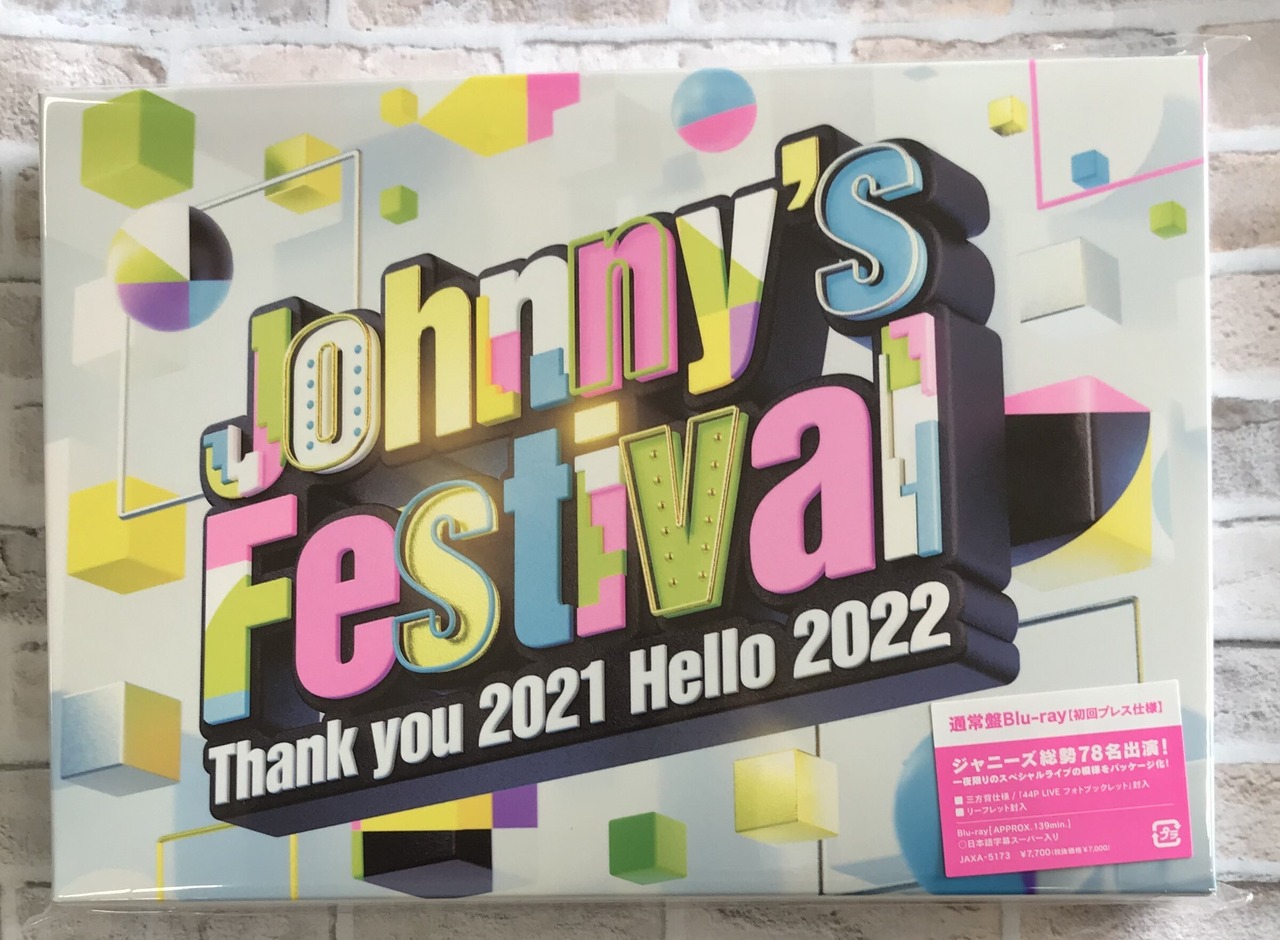 Johnny's
Festival
Thank you 2021 Hello 2022
通常盤Blu-ray【初回プレス仕様】
ジャニーズ総勢78名出演!
一夜限りのスペシャルライブの模様をパッケージ化!
■三方背仕様/「44P LIVE フォトブックレット」封入
■リーフレット封入
Blu-ray[APPROX.139min.]
○日本語字幕スーパー入り
JAXA-5173 ¥7,700(税抜価格¥7,000)
プラ